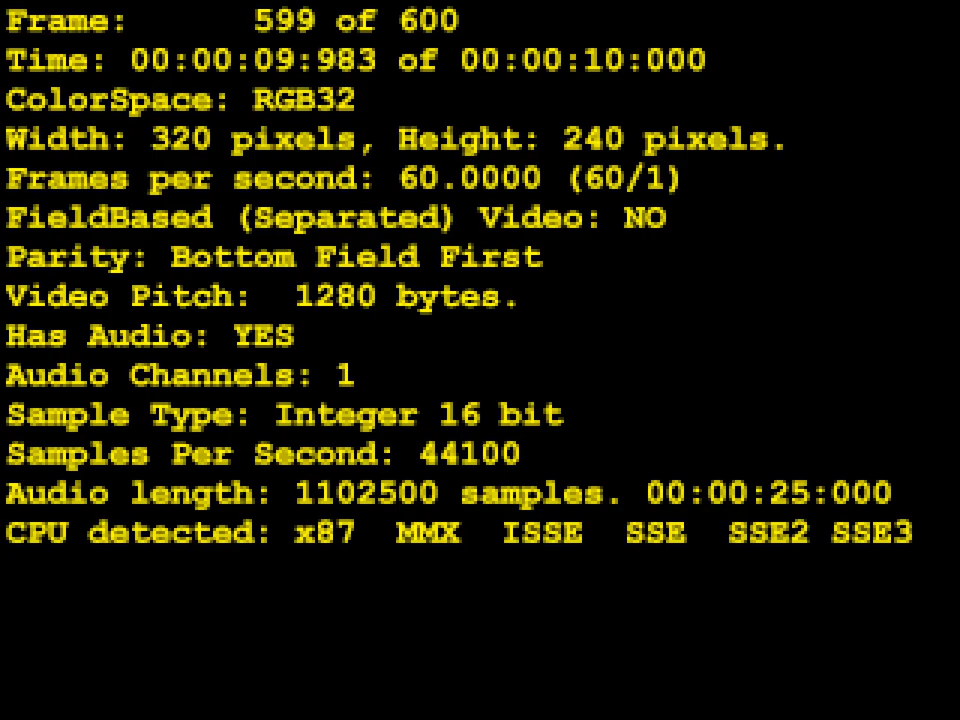 Frame:      599 of 600
Time: 00:00:09:983 of 00:00:10:000
ColorSpace: RGB32
Width: 320 pixels, Height: 240 pixels.
Frames per second: 60.0000 (60/1)
FieldBased (Separated) Video: NO
Parity: Bottom Field First
Video Pitch:  1280 bytes.
Has Audio: YES
Audio Channels: 1
Sample Type: Integer 16 bit
Samples Per Second: 44100
Audio length: 1102500 samples. 00:00:25:000
CPU detected: x87  MMX  ISSE  SSE  SSE2 SSE3